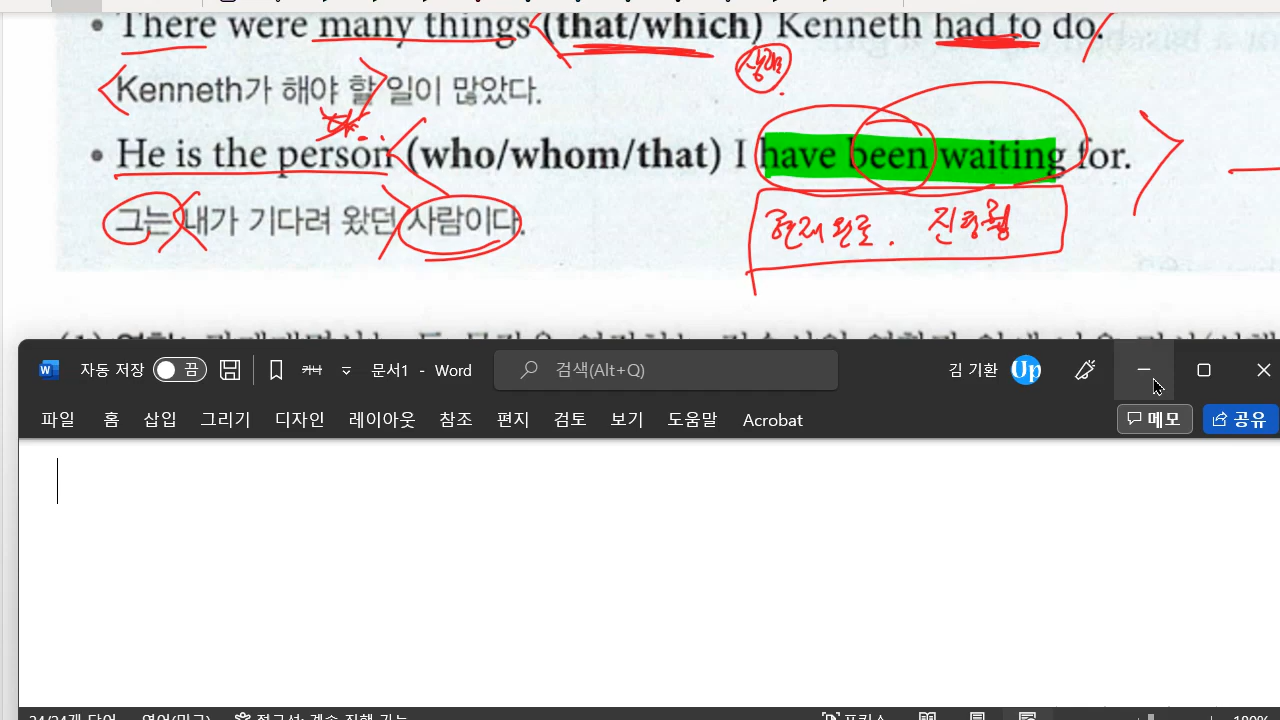 • There were many things (that/which) Kenneth had to do.
생략
Kenneth가 해야 할 일이 많았다.
• He is the person (who/whom/that) I have been waiting for.
그는 내가 기다려 왔던 사람이다.
현재완료. 진행형
자동 저장 끔 문서1 - Word 검색(Alt+Q) 김 기환 Up
파일 홈 삽입 그리기 디자인 레이아웃 참조 편지 검토 보기 도움말 Acrobat 메모 공유